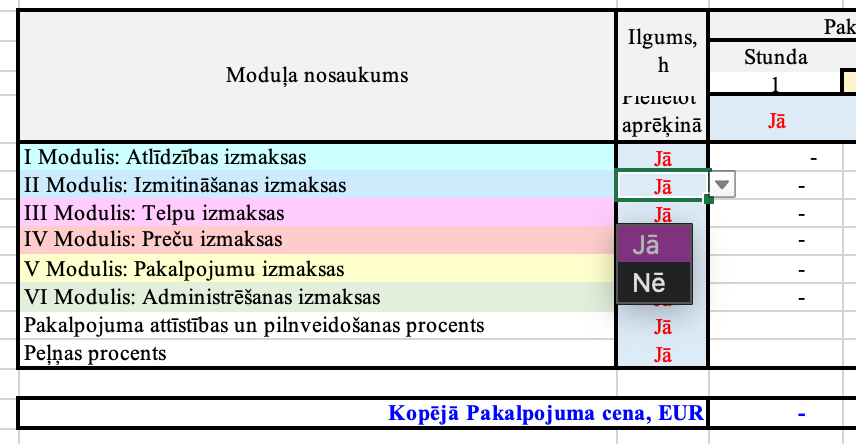 Moduļa nosaukums
Ilgums,
h
Pielietot
aprēķinā
Pak
Stunda
1
Jā
I Modulis: Atlīdzības izmaksas
Jā
-
II Modulis: Izmitināšanas izmaksas
Jā
-
III Modulis: Telpu izmaksas
Jā
-
IV Modulis: Preču izmaksas
-
V Modulis: Pakalpojumu izmaksas
-
VI Modulis: Administrēšanas izmaksas
-
Jā
Nē
Pakalpojuma attīstības un pilnveidošanas procents
Jā
Peļņas procents
Jā
Kopējā Pakalpojuma cena, EUR
-